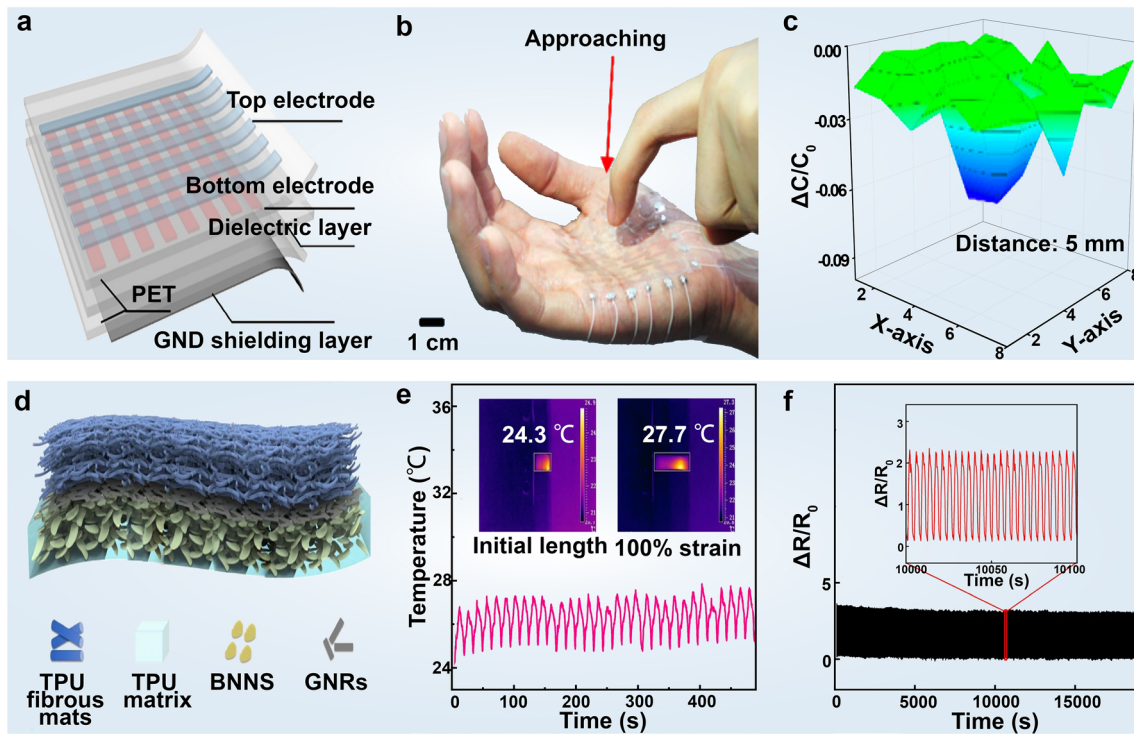 a
Top electrode
Bottom electrode
Dielectric layer
PET
GND shielding layer
b
Approaching
1 cm
c
0.00
-0.03
-0.06
-0.09
ΔC/C0
Distance: 5 mm
2
4
6
8
X-axis
2
4
6
8
Y-axis
d
TPU
fibrous
mats
TPU
matrix
BNNS
GNRs
e
36
32
28
24
Temperature (℃)
24.3 ℃
27.7 ℃
Initial length
100% strain
0
100
200
300
400
Time (s)
f
ΔR/R0
5
0
0
5000
10000
15000
Time (s)
ΔR/R0
3
2
1
0
10000
10050
10100
Time (s)